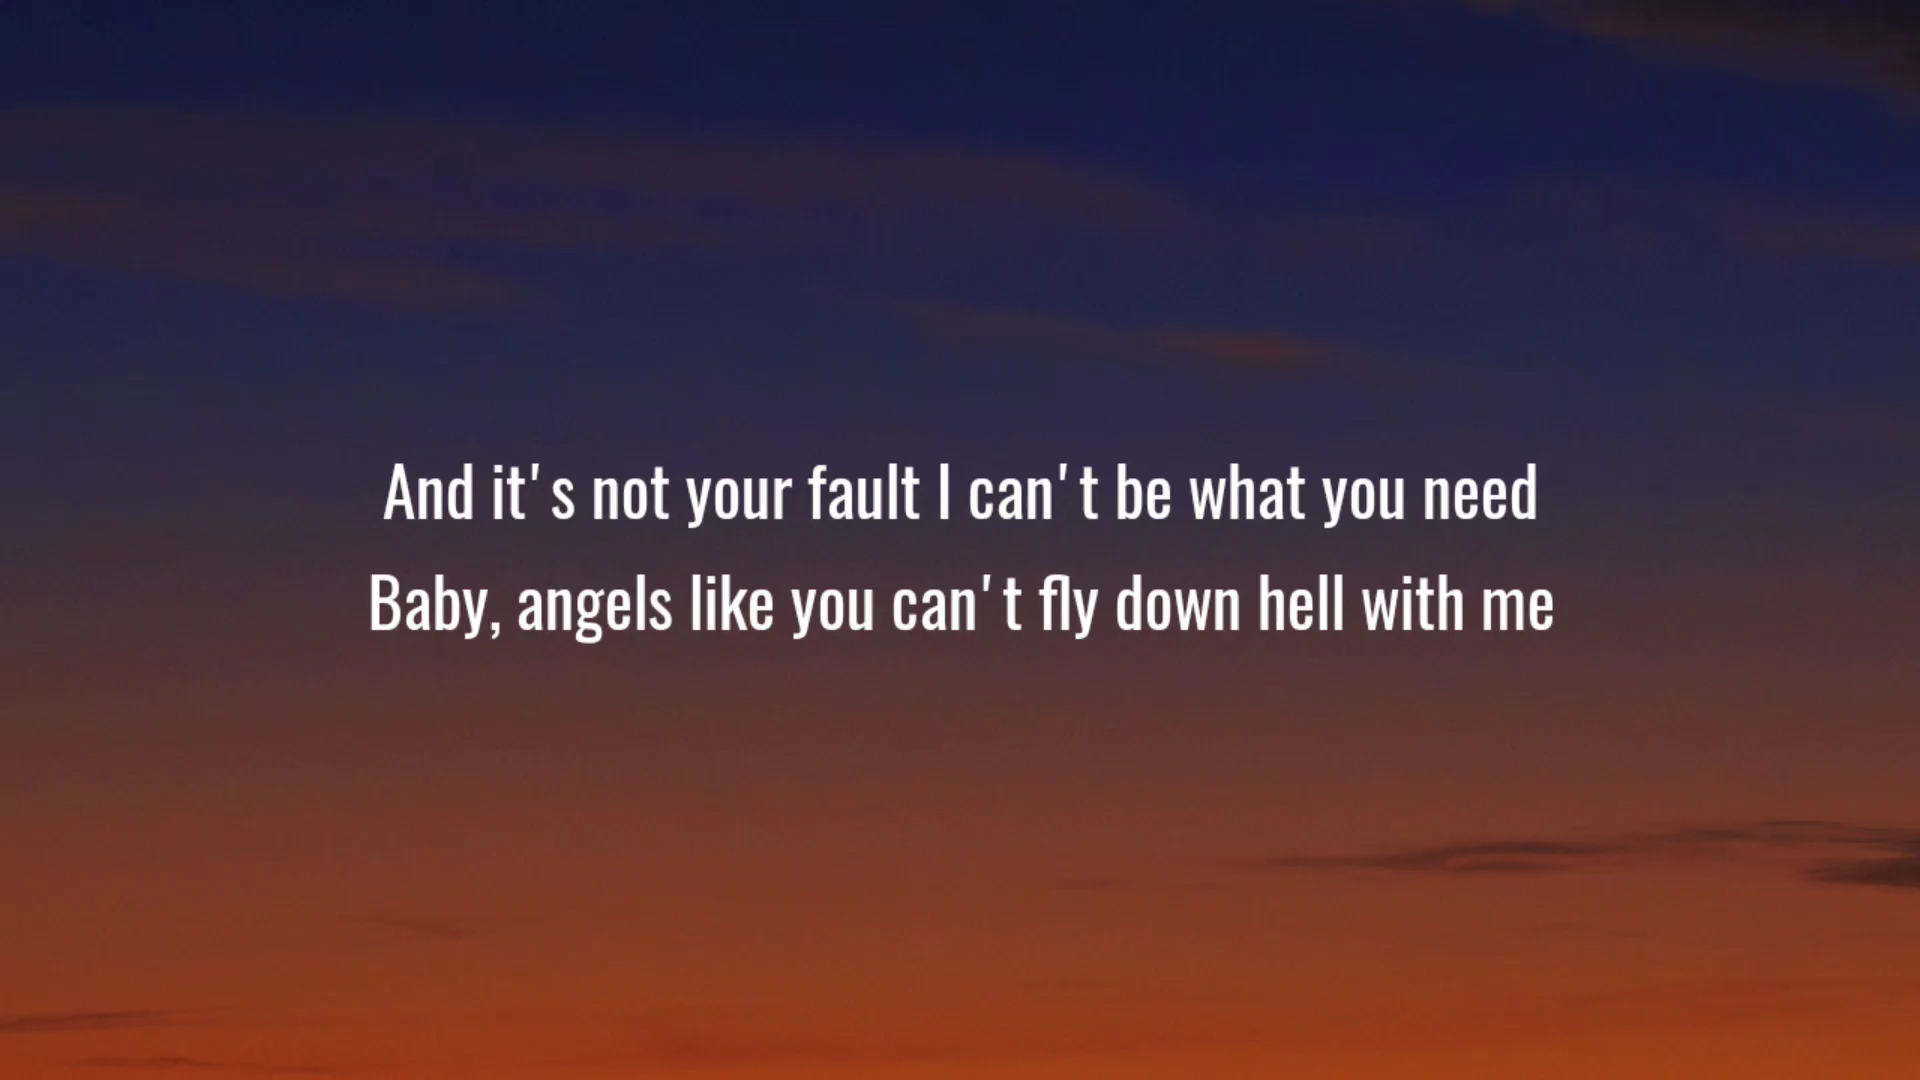 And it's not your fault I can't be what you need
Baby, angels like you can't fly down hell with me